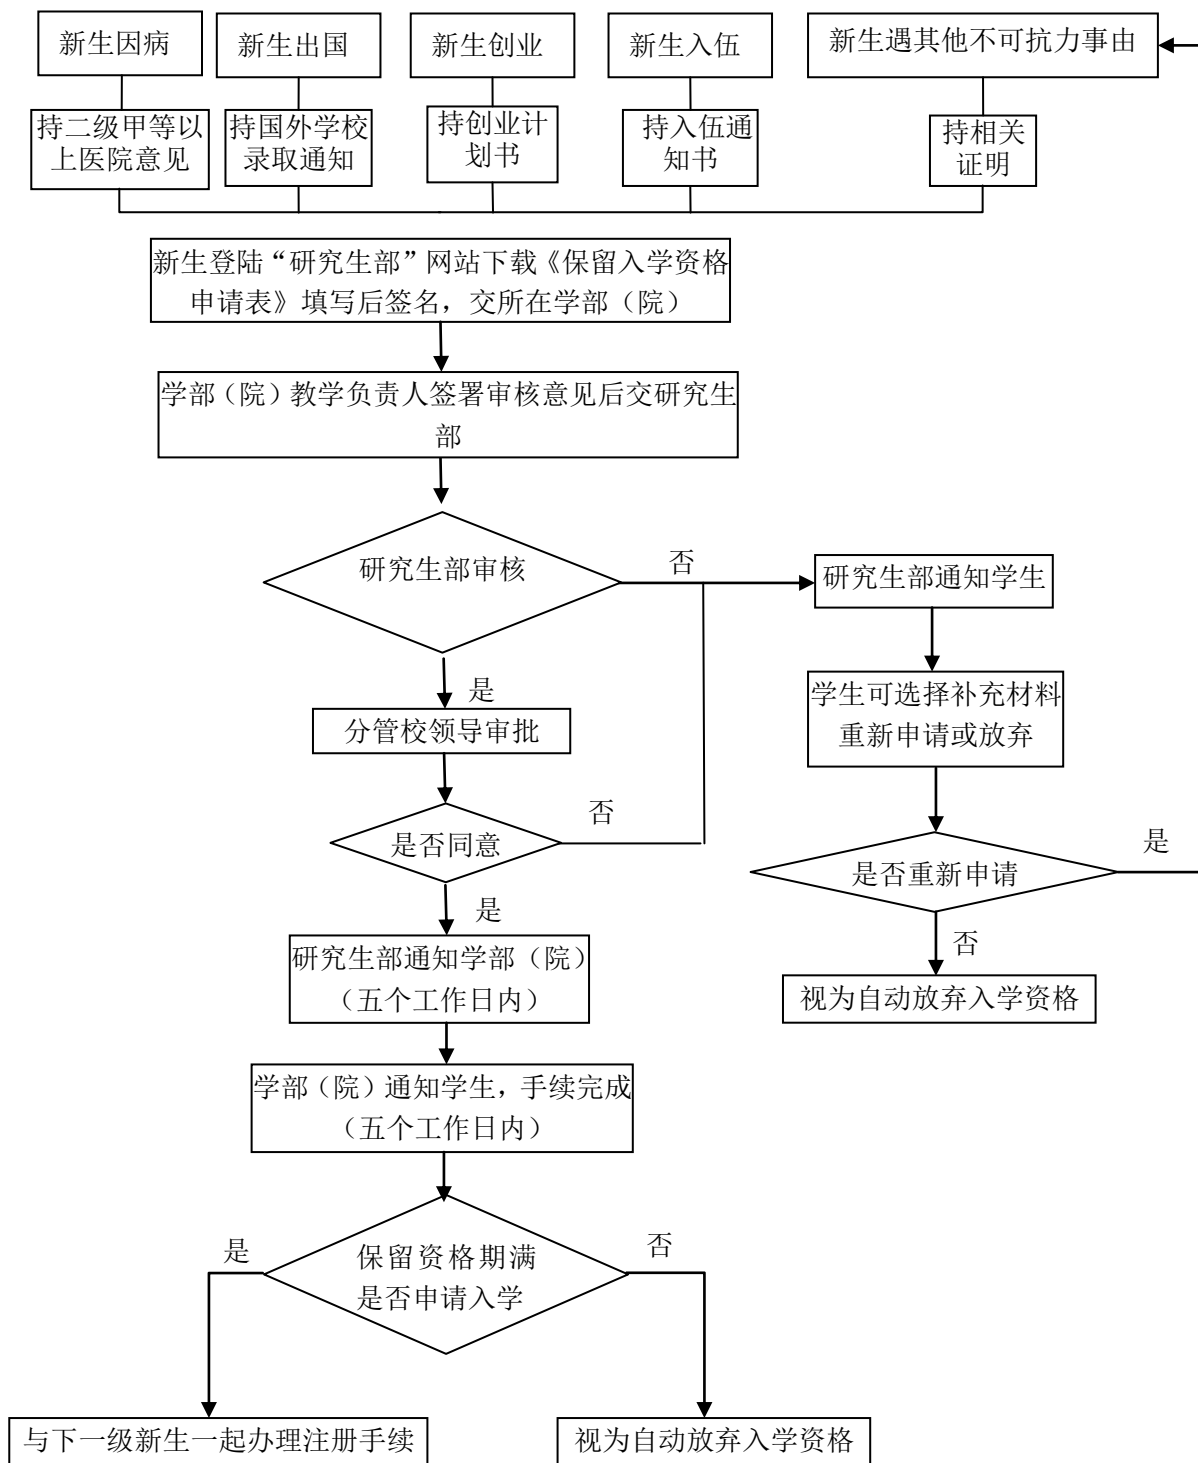 新生因病
新生出国
新生创业
新生入伍
新生遇其他不可抗力事由
持二级甲等以
上医院意见
持国外学校
录取通知
持创业计
划书
持入伍通
知书
持相关
证明
新生登陆“研究生部”网站下载《保留入学资格
申请表》填写后签名，交所在学部（院）
学部（院）教学负责人签署审核意见后交研究生
部
研究生部审核
否
研究生部通知学生
是
分管校领导审批
学生可选择补充材料
重新申请或放弃
是否同意
否
是否重新申请
是
是
否
研究生部通知学部（院）
（五个工作日内）
视为自动放弃入学资格
学部（院）通知学生，手续完成
（五个工作日内）
保留资格期满
是否申请入学
是
否
与下一级新生一起办理注册手续
视为自动放弃入学资格